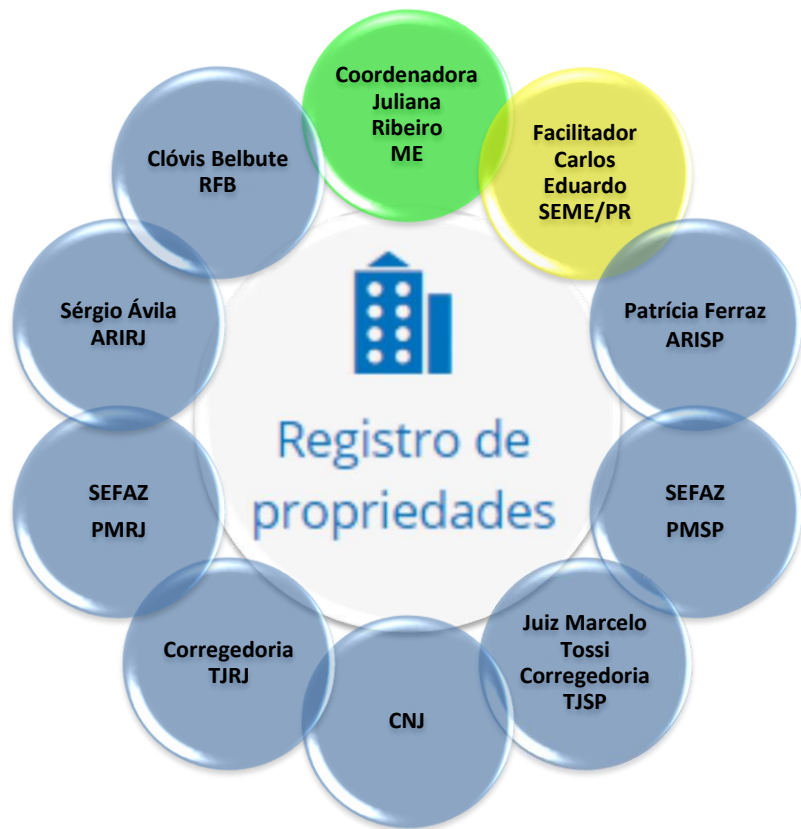 Coordenadora
Juliana
Ribeiro
ME
Facilitador
Carlos
Eduardo
SEME/PR
Patrícia Ferraz
ARISP
SEFAZ
PMSP
Juiz Marcelo
Tossi
Corregedoria
TJSP
CNJ
Corregedoria
TJRJ
SEFAZ
PMRJ
Sérgio Ávila
ARIRJ
Clóvis Belbute
RFB
Registro de
propriedades